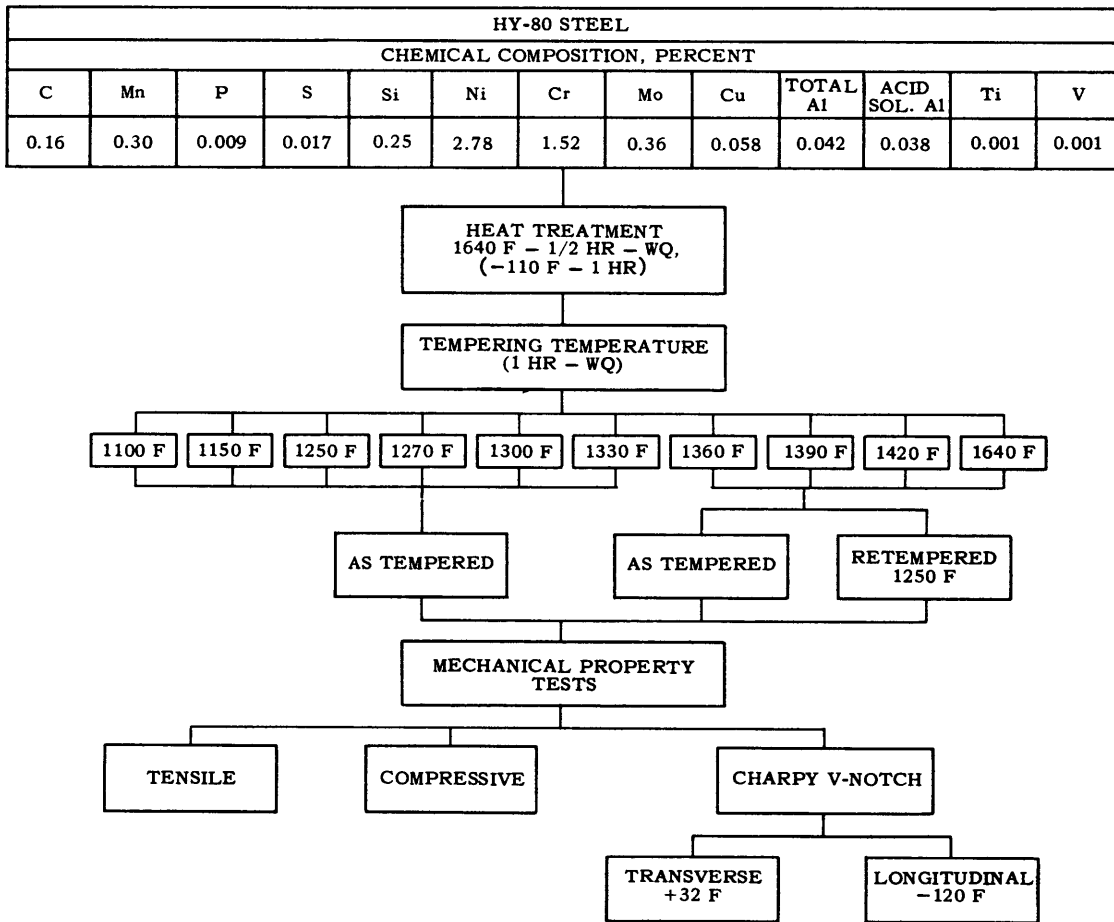 HY-80 STEEL
CHEMICAL COMPOSITION, PERCENT
C Mn P S Si Ni Cr Mo Cu TOTAL Al ACID SOL. Al Ti V
0.16 0.30 0.009 0.017 0.25 2.78 1.52 0.36 0.058 0.042 0.038 0.001 0.001
HEAT TREATMENT
1640 F – 1/2 HR – WQ,
(–110 F – 1 HR)
TEMPERING TEMPERATURE
(1 HR – WQ)
1100 F 1150 F 1250 F 1270 F 1300 F 1330 F 1360 F 1390 F 1420 F 1640 F
AS TEMPERED
AS TEMPERED
RETEMPERED
1250 F
MECHANICAL PROPERTY
TESTS
TENSILE
COMPRESSIVE
CHARPY V-NOTCH
TRANSVERSE
+32 F
LONGITUDINAL
–120 F